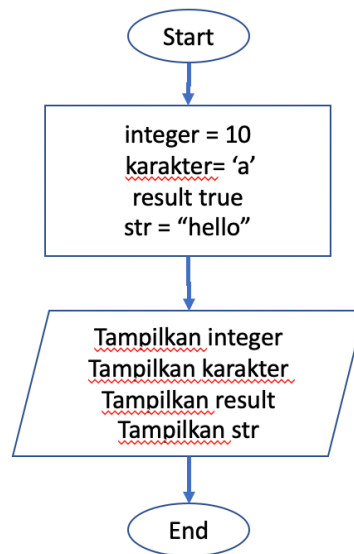 Start
integer = 10
karakter= ‘a’
result true
str = “hello”
Tampilkan integer
Tampilkan karakter
Tampilkan result
Tampilkan str
End